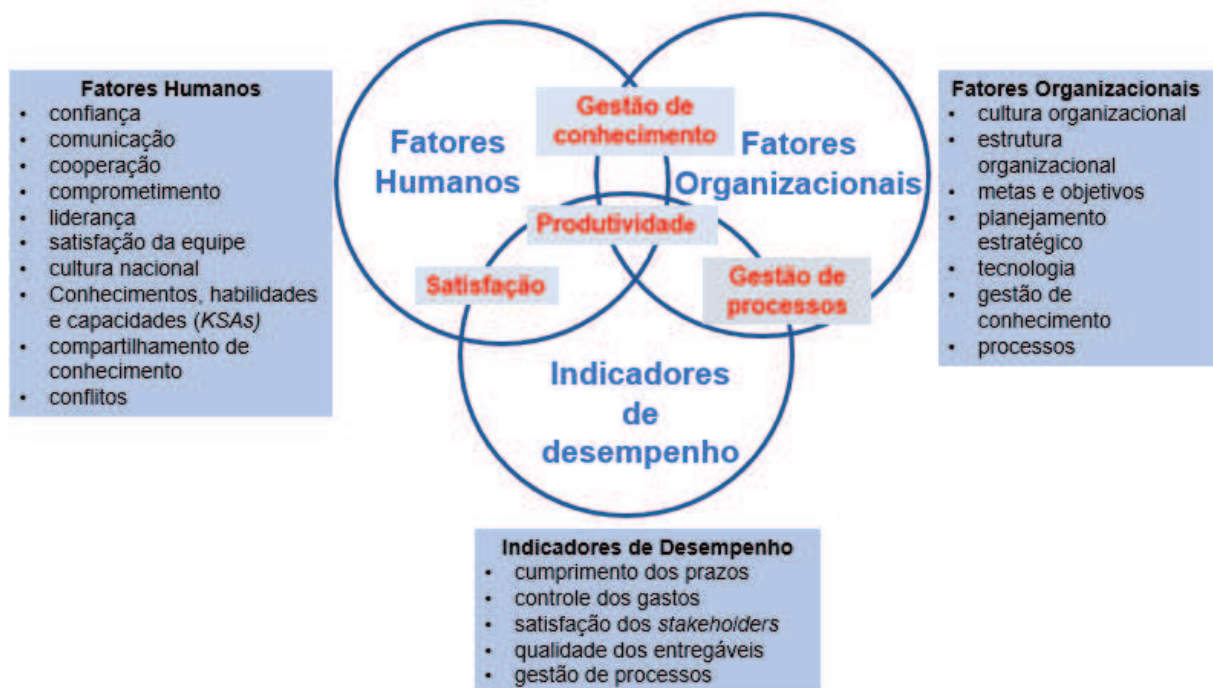 Fatores Humanos
• confiança
• comunicação
• cooperação
• comprometimento
• liderança
• satisfação da equipe
• cultura nacional
• Conhecimentos, habilidades
e capacidades (KSAs)
• compartilhamento de
conhecimento
• conflitos
Gestão de
conhecimento
Fatores
Humanos
Fatores
Organizacionais
Produtividade
Satisfação
Gestão de
processos
Indicadores
de
desempenho
Fatores Organizacionais
• cultura organizacional
• estrutura
organizacional
• metas e objetivos
• planejamento
estratégico
• tecnologia
• gestão de
conhecimento
• processos
Indicadores de Desempenho
• cumprimento dos prazos
• controle dos gastos
• satisfação dos stakeholders
• qualidade dos entregáveis
• gestão de processos